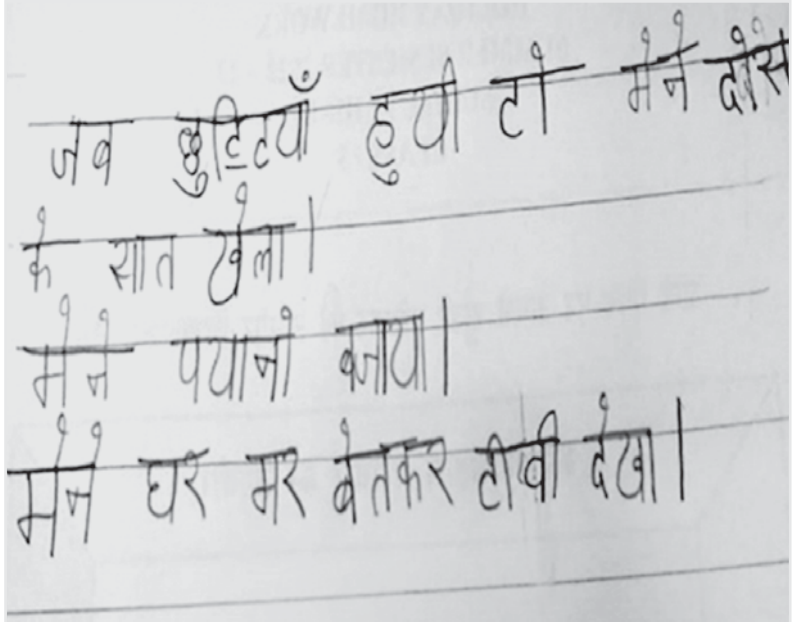 जब छुट्टियाँ हुयी टो मेने दोस
के सात खेला।
मेने पयानो बजाया।
मेने घर मर बेतकर टीवी देखा।